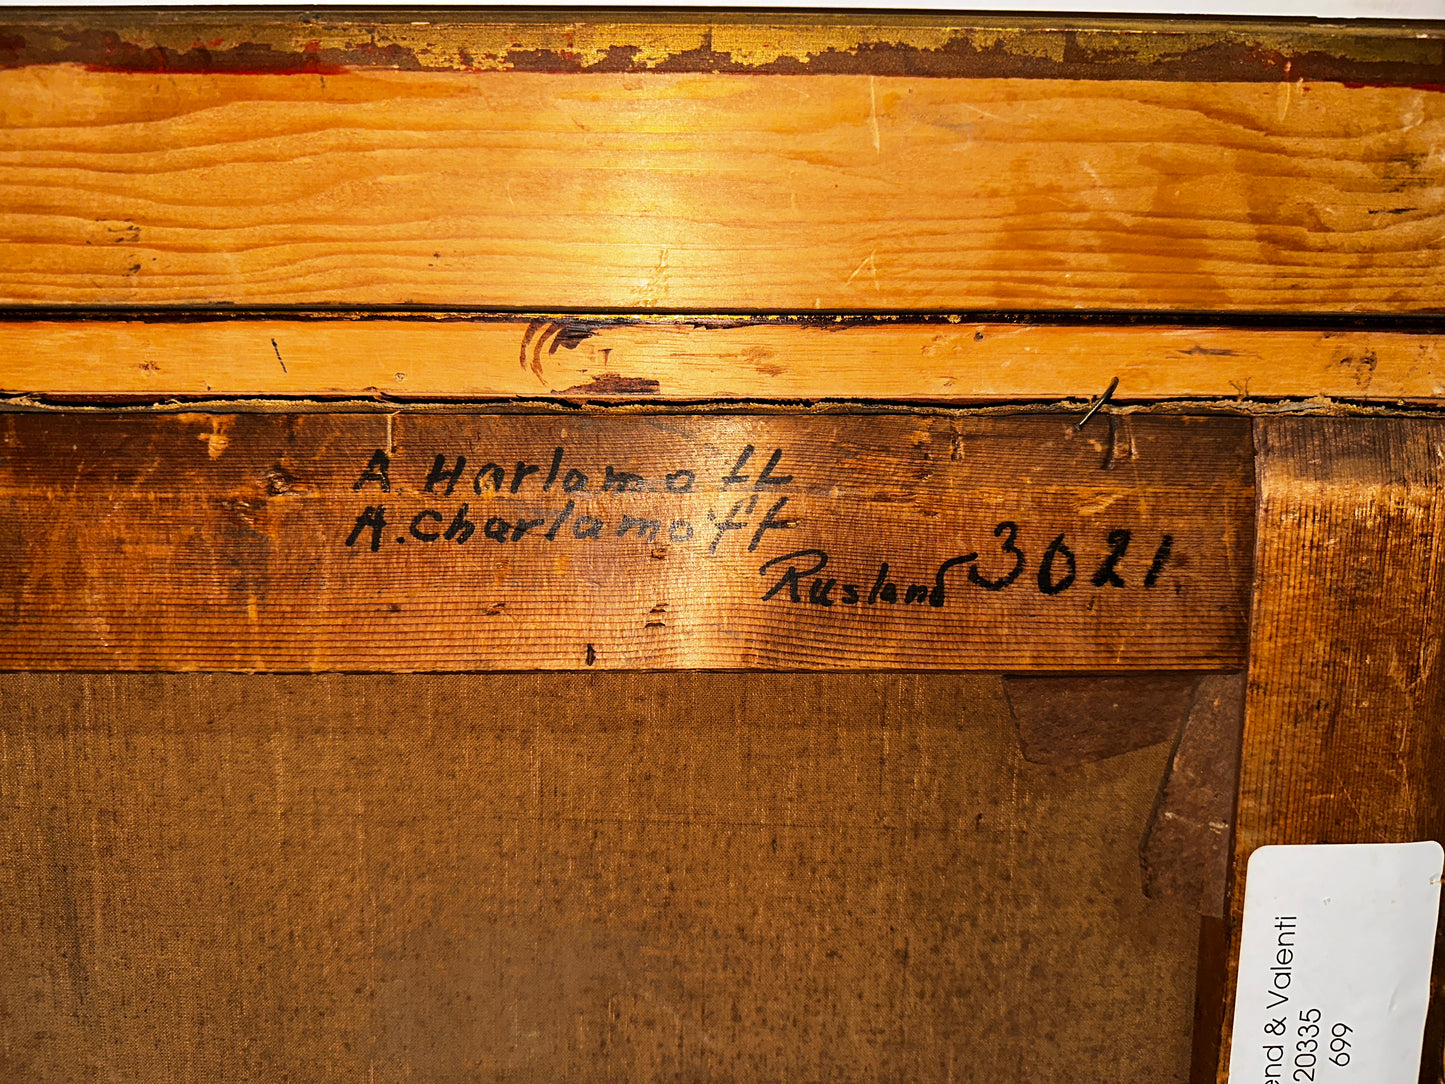 A. Harlamoff
A. Charlamoff
Rusland 3021.
end & Valenti
20335
699